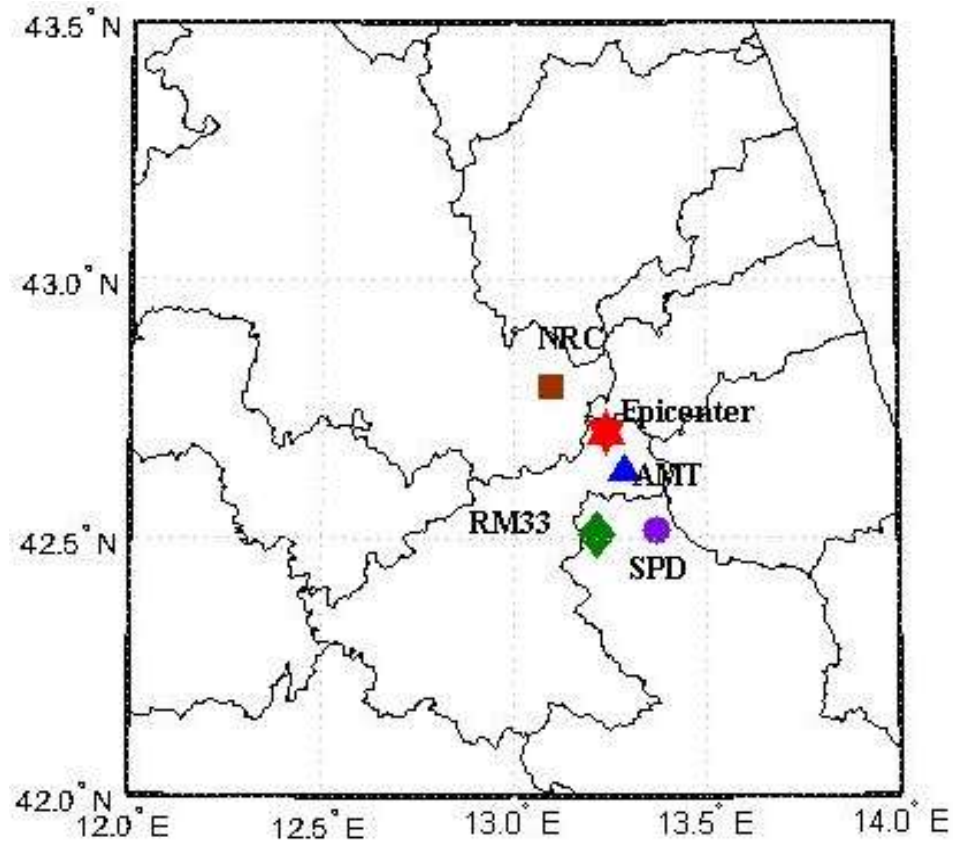 43.5° N
43.0° N
NRC
Epicenter
AMT
RM33
42.5° N
SPD
42.0° N
12.0° E
12.5° E
13.0° E
13.5° E
14.0° E